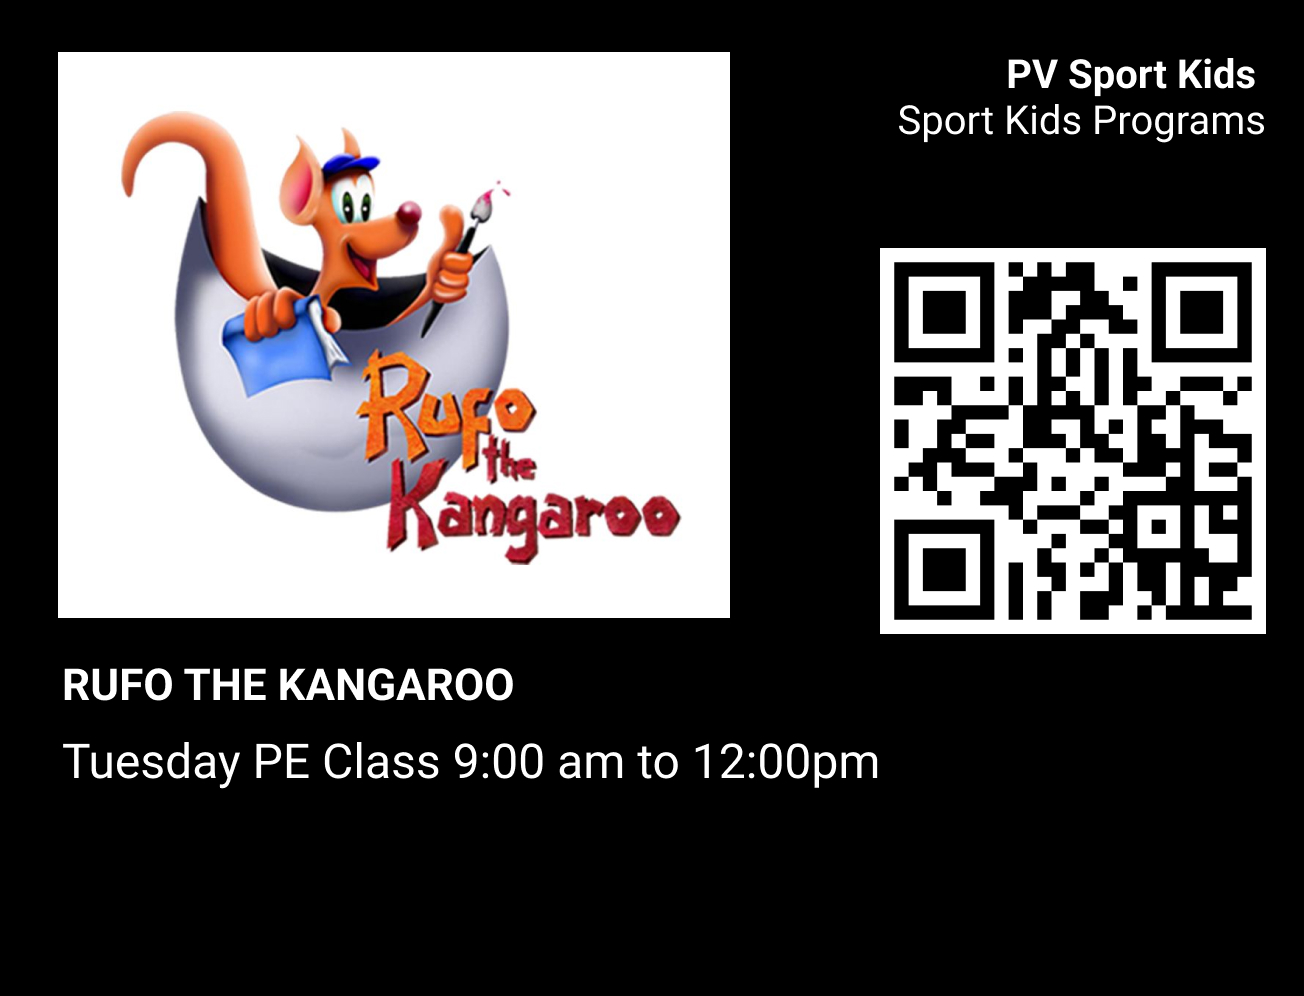 PV Sport Kids
Sport Kids Programs
Rufo
the
Kangaroo
RUFO THE KANGAROO
Tuesday PE Class 9:00 am to 12:00pm